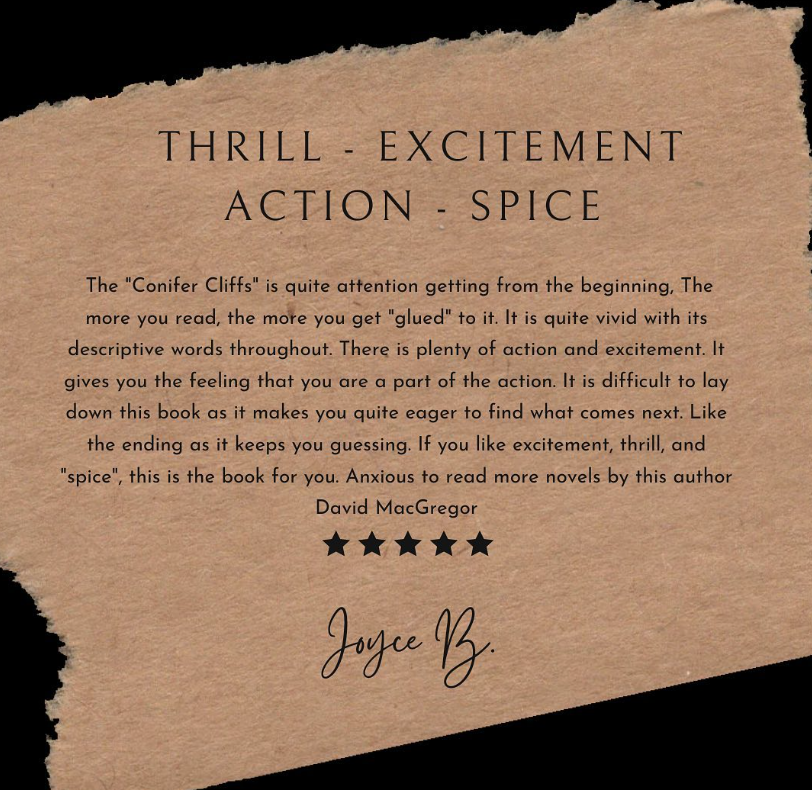 THRILL - EXCITEMENT
ACTION - SPICE
The "Conifer Cliffs" is quite attention getting from the beginning, The
more you read, the more you get "glued" to it. It is quite vivid with its
descriptive words throughout. There is plenty of action and excitement. It
gives you the feeling that you are a part of the action. It is difficult to lay
down this book as it makes you quite eager to find what comes next. Like
the ending as it keeps you guessing. If you like excitement, thrill, and
"spice", this is the book for you. Anxious to read more novels by this author
David MacGregor
★★★★★
Joyce B.